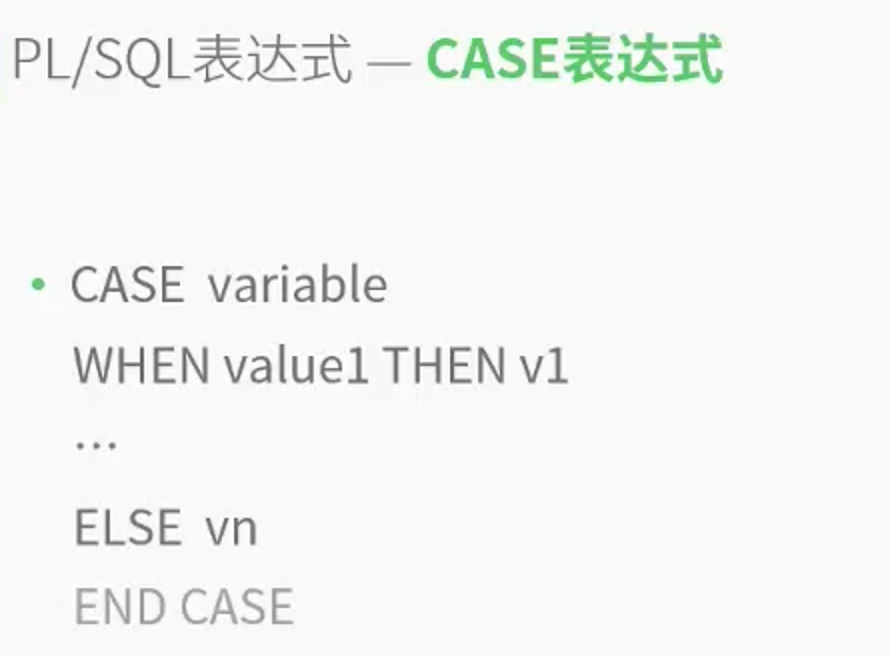 PL/SQL表达式 — CASE表达式
• CASE variable
WHEN value1 THEN v1
…
ELSE vn
END CASE